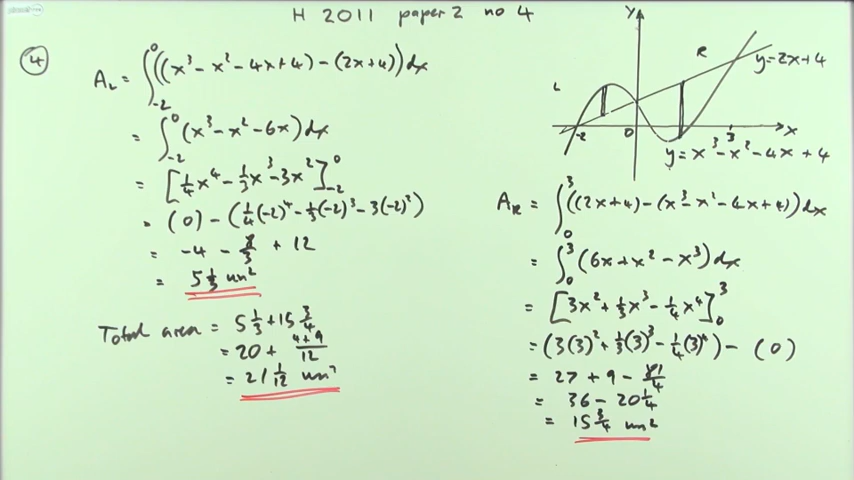 H 2011 paper 2 no 4
④
A_L = ∫_{-2}^{0} ((x³ - x² - 4x + 4) - (2x + 4)) dx
= ∫_{-2}^{0} (x³ - x² - 6x) dx
= [¼x⁴ - ⅓x³ - 3x²]_{-2}^{0}
= (0) - (¼(-2)⁴ - ⅓(-2)³ - 3(-2)²)
= -4 - 8/3 + 12
= 5⅓ un²
Total area = 5⅓ + 15¾
= 20 + (4+9)/12
= 21 1/12 un²
y
L
R
y = 2x + 4
-2
0
3
x
y = x³ - x² - 4x + 4
A_R = ∫_{0}^{3} ((2x + 4) - (x³ - x² - 4x + 4)) dx
= ∫_{0}^{3} (6x + x² - x³) dx
= [3x² + ⅓x³ - ¼x⁴]_{0}^{3}
= (3(3)² + ⅓(3)³ - ¼(3)⁴) - (0)
= 27 + 9 - 81/4
= 36 - 20¼
= 15¾ un²